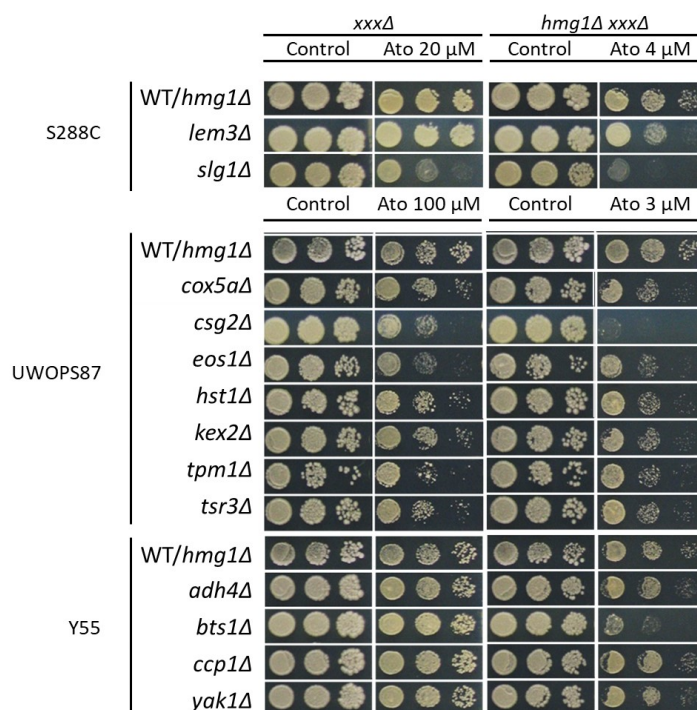 xxxΔ hmg1Δ xxxΔ
Control Ato 20 μM Control Ato 4 μM
WT/hmg1Δ
S288C lem3Δ
slg1Δ
Control Ato 100 μM Control Ato 3 μM
WT/hmg1Δ
cox5aΔ
csg2Δ
UWOPS87 eos1Δ
hst1Δ
kex2Δ
tpm1Δ
tsr3Δ
WT/hmg1Δ
adh4Δ
Y55 bts1Δ
ccp1Δ
yak1Δ